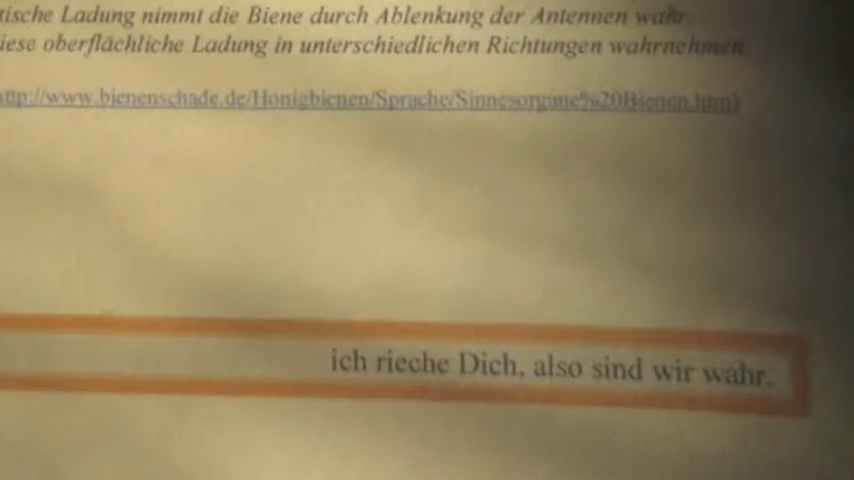 tische Ladung nimmt die Biene durch Ablenkung der Antennen wahr.
iese oberflächliche Ladung in unterschiedlichen Richtungen wahrnehmen
ttp://www.bienenschade.de/Honigbienen/Sprache/Sinnesorgane%20Bienen.htm)
ich rieche Dich, also sind wir wahr.